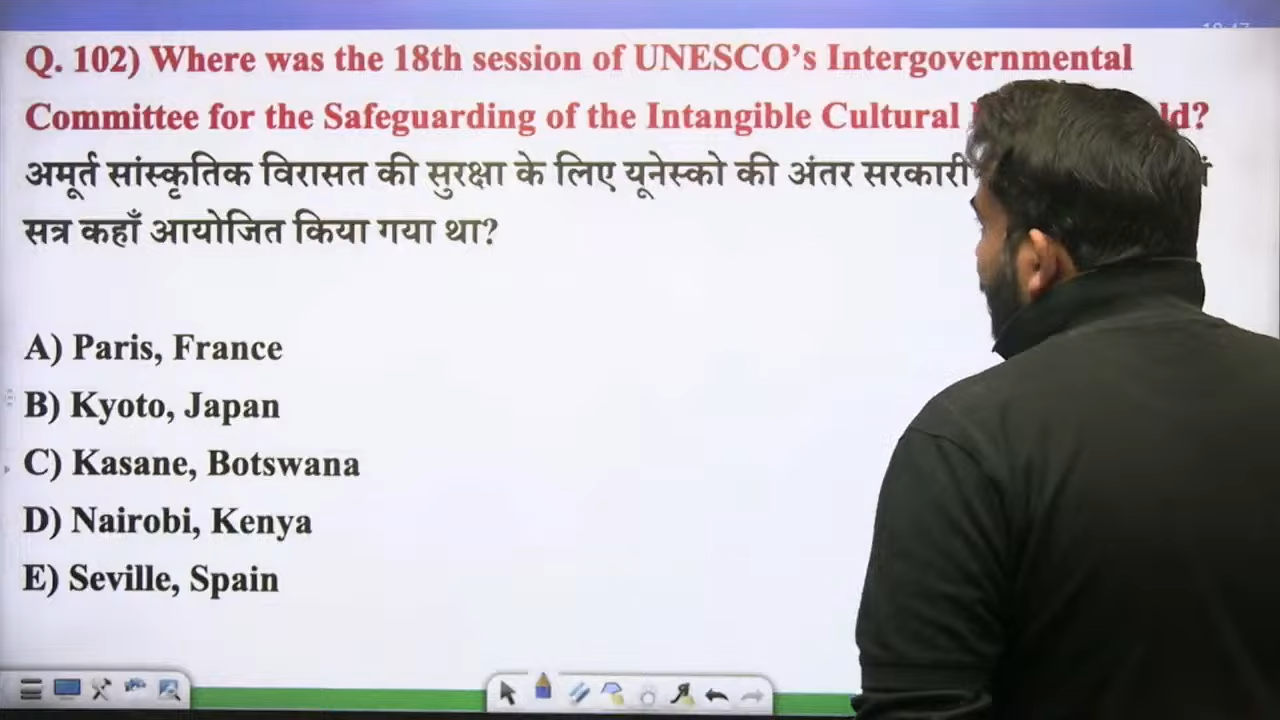 Q. 102) Where was the 18th session of UNESCO’s Intergovernmental
Committee for the Safeguarding of the Intangible Cultural
अमूर्त सांस्कृतिक विरासत की सुरक्षा के लिए यूनेस्को की अंतर सरकारी
सत्र कहाँ आयोजित किया गया था?
A) Paris, France
B) Kyoto, Japan
C) Kasane, Botswana
D) Nairobi, Kenya
E) Seville, Spain